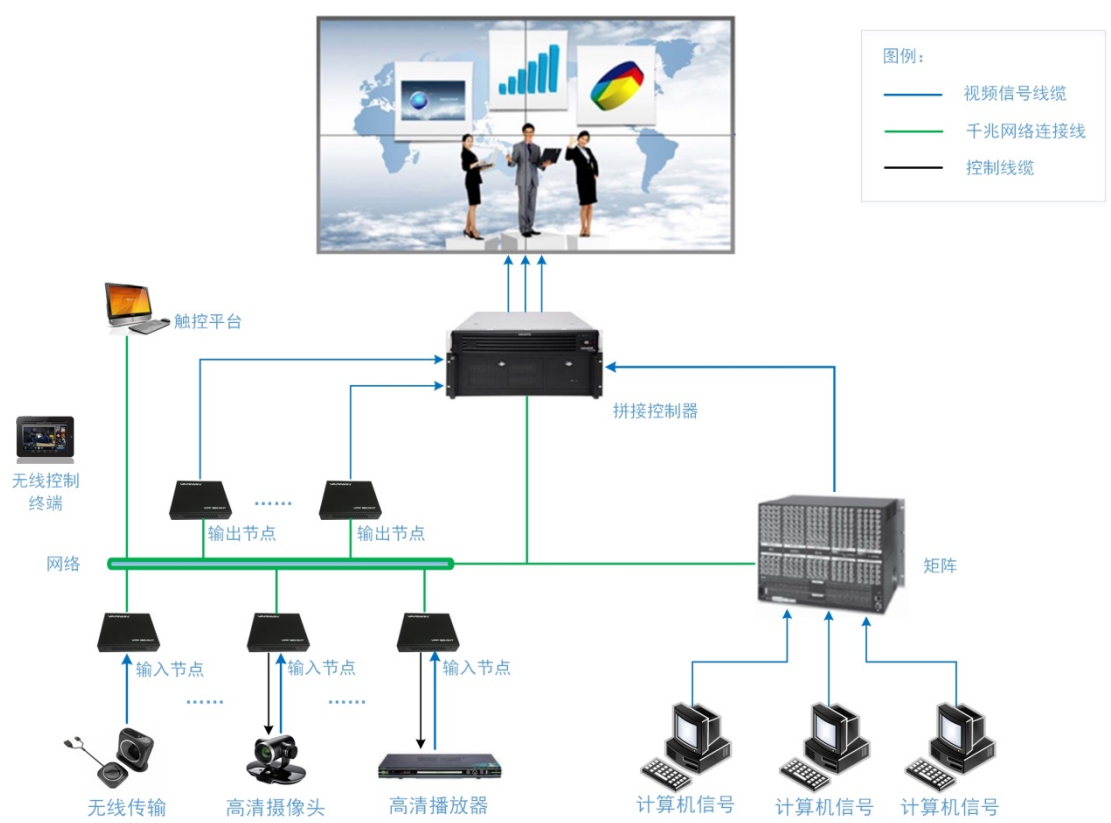 图例：
视频信号线缆
千兆网络连接线
控制线缆
触控平台
拼接控制器
无线控制
终端
……
输出节点
输出节点
网络
矩阵
输入节点
输入节点
输入节点
……
……
无线传输
高清摄像头
高清播放器
计算机信号
计算机信号
计算机信号